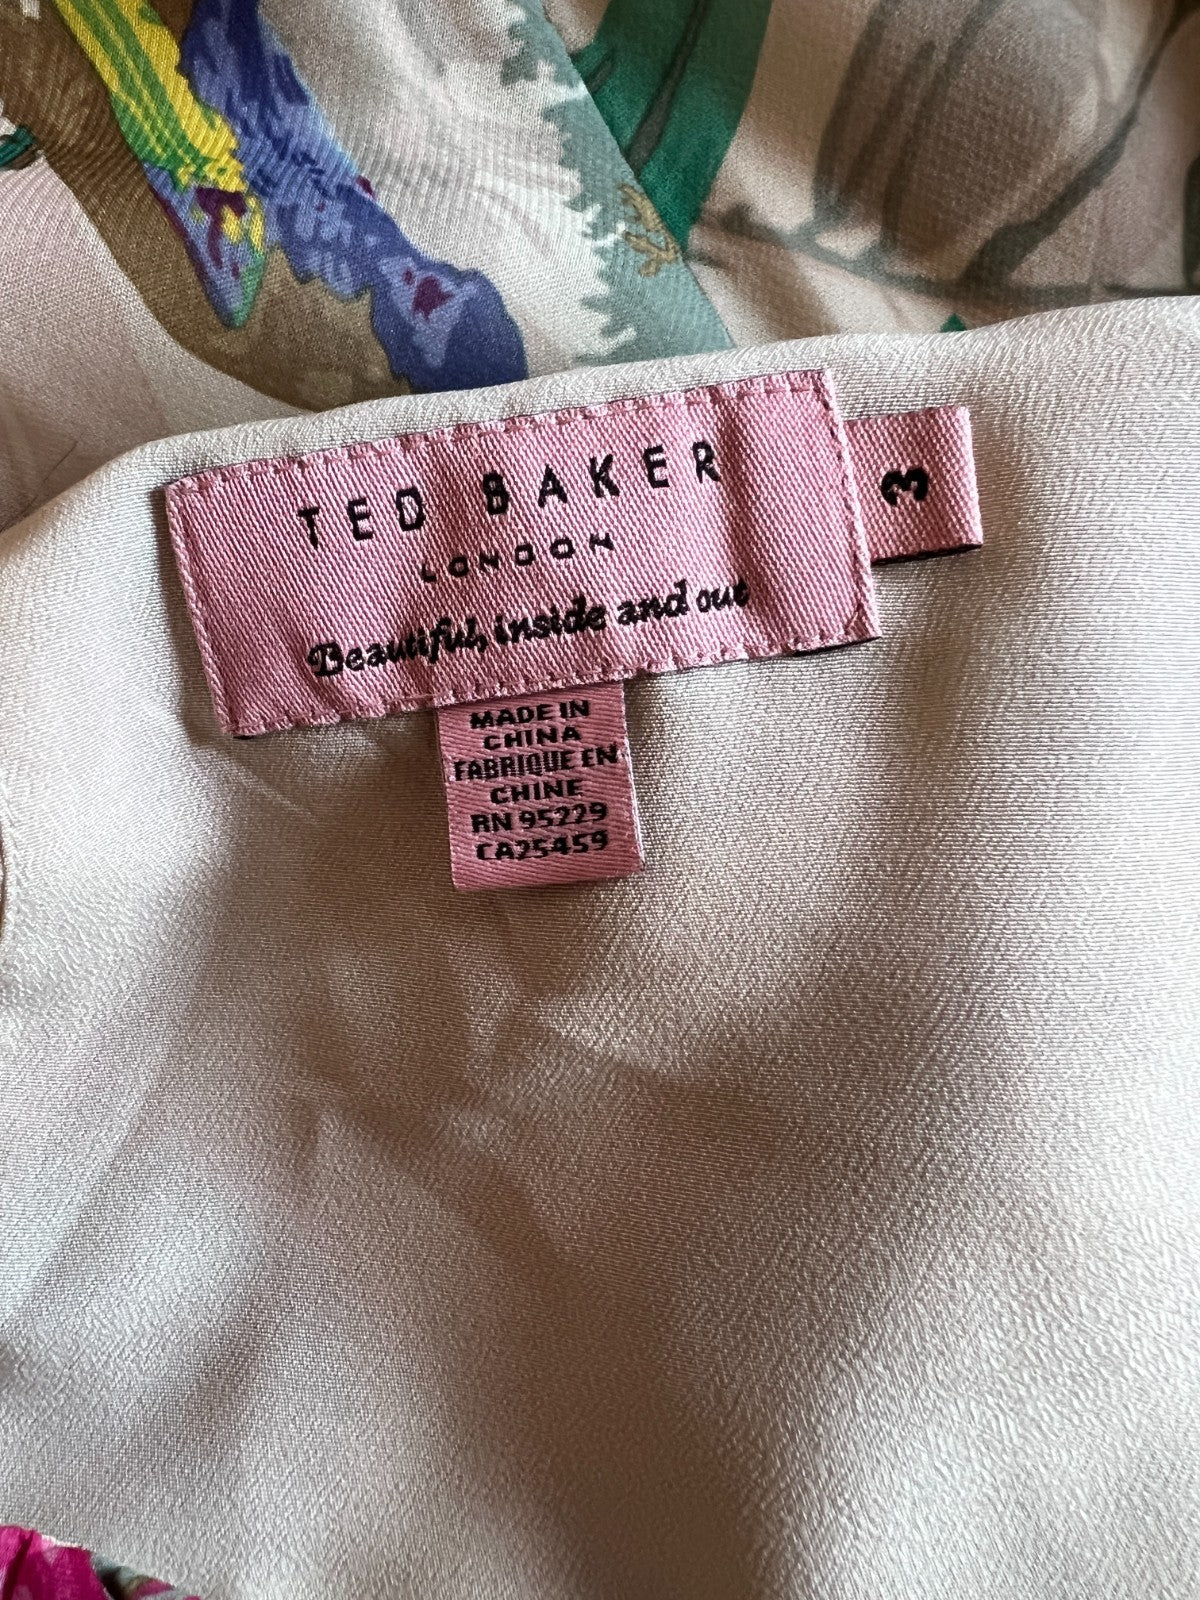 TED BAKER
LONDON
Beautiful, inside and out
3
MADE IN
CHINA
FABRIQUE EN
CHINE
RN 95229
CA25459